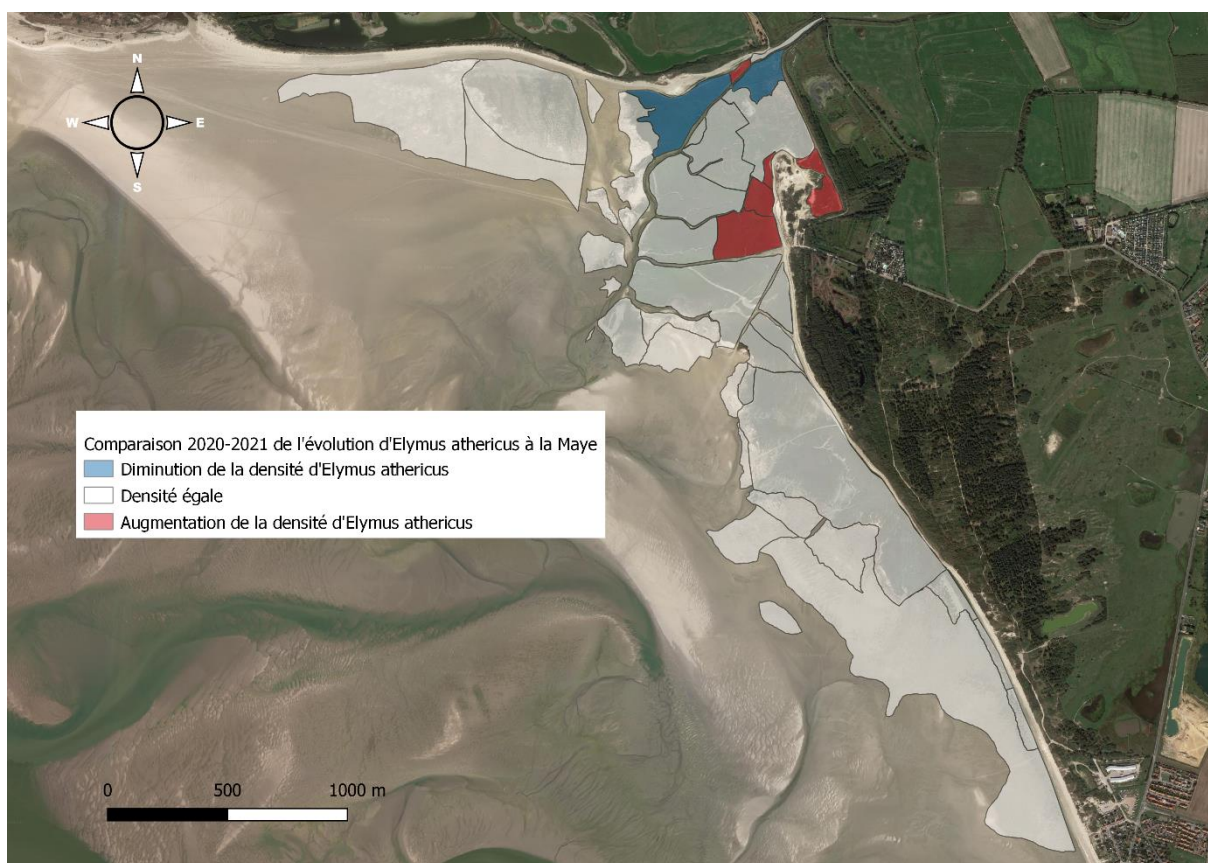 N
W E
S
Comparaison 2020-2021 de l'évolution d'Elymus athericus à la Maye
Diminution de la densité d'Elymus athericus
Densité égale
Augmentation de la densité d'Elymus athericus
0 500 1000 m